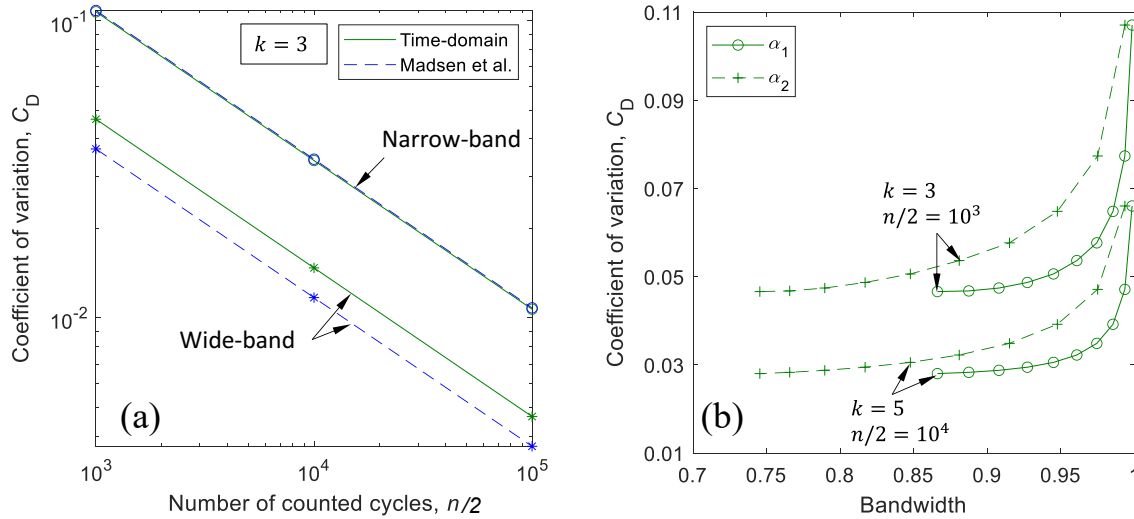 10⁻¹
10⁻²
Coefficient of variation, C_D
k = 3
Time-domain
Madsen et al.
Narrow-band
Wide-band
(a)
10³
10⁴
10⁵
Number of counted cycles, n/2
0.11
0.09
0.07
0.05
0.03
0.01
Coefficient of variation, C_D
α₁
α₂
k = 3
n/2 = 10³
k = 5
n/2 = 10⁴
(b)
0.7
0.75
0.8
0.85
0.9
0.95
1
Bandwidth